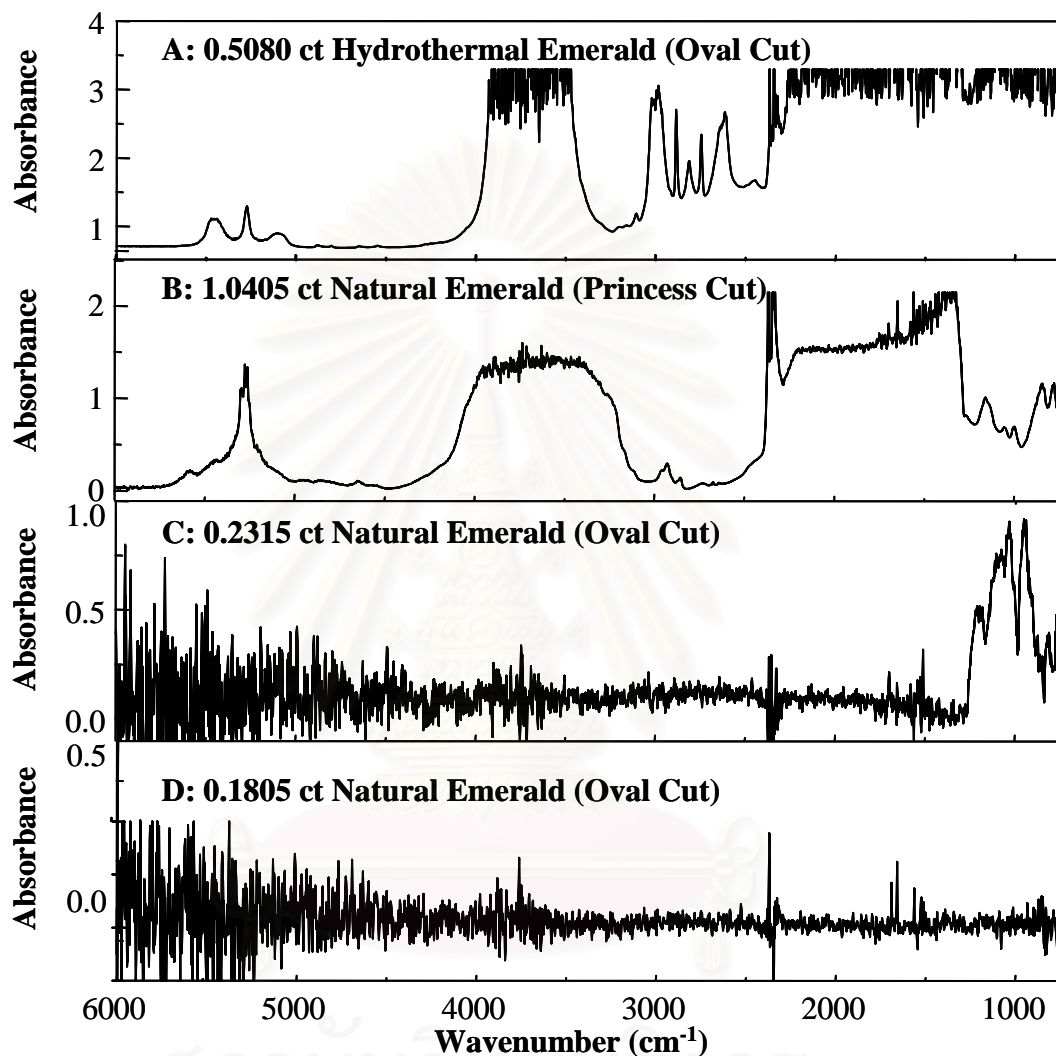 4
A: 0.5080 ct Hydrothermal Emerald (Oval Cut)
3
2
1
Absorbance
B: 1.0405 ct Natural Emerald (Princess Cut)
2
1
0
Absorbance
1.0
C: 0.2315 ct Natural Emerald (Oval Cut)
0.5
0.0
Absorbance
0.5
D: 0.1805 ct Natural Emerald (Oval Cut)
0.0
Absorbance
6000 5000 4000 3000 2000 1000
Wavenumber (cm-1)